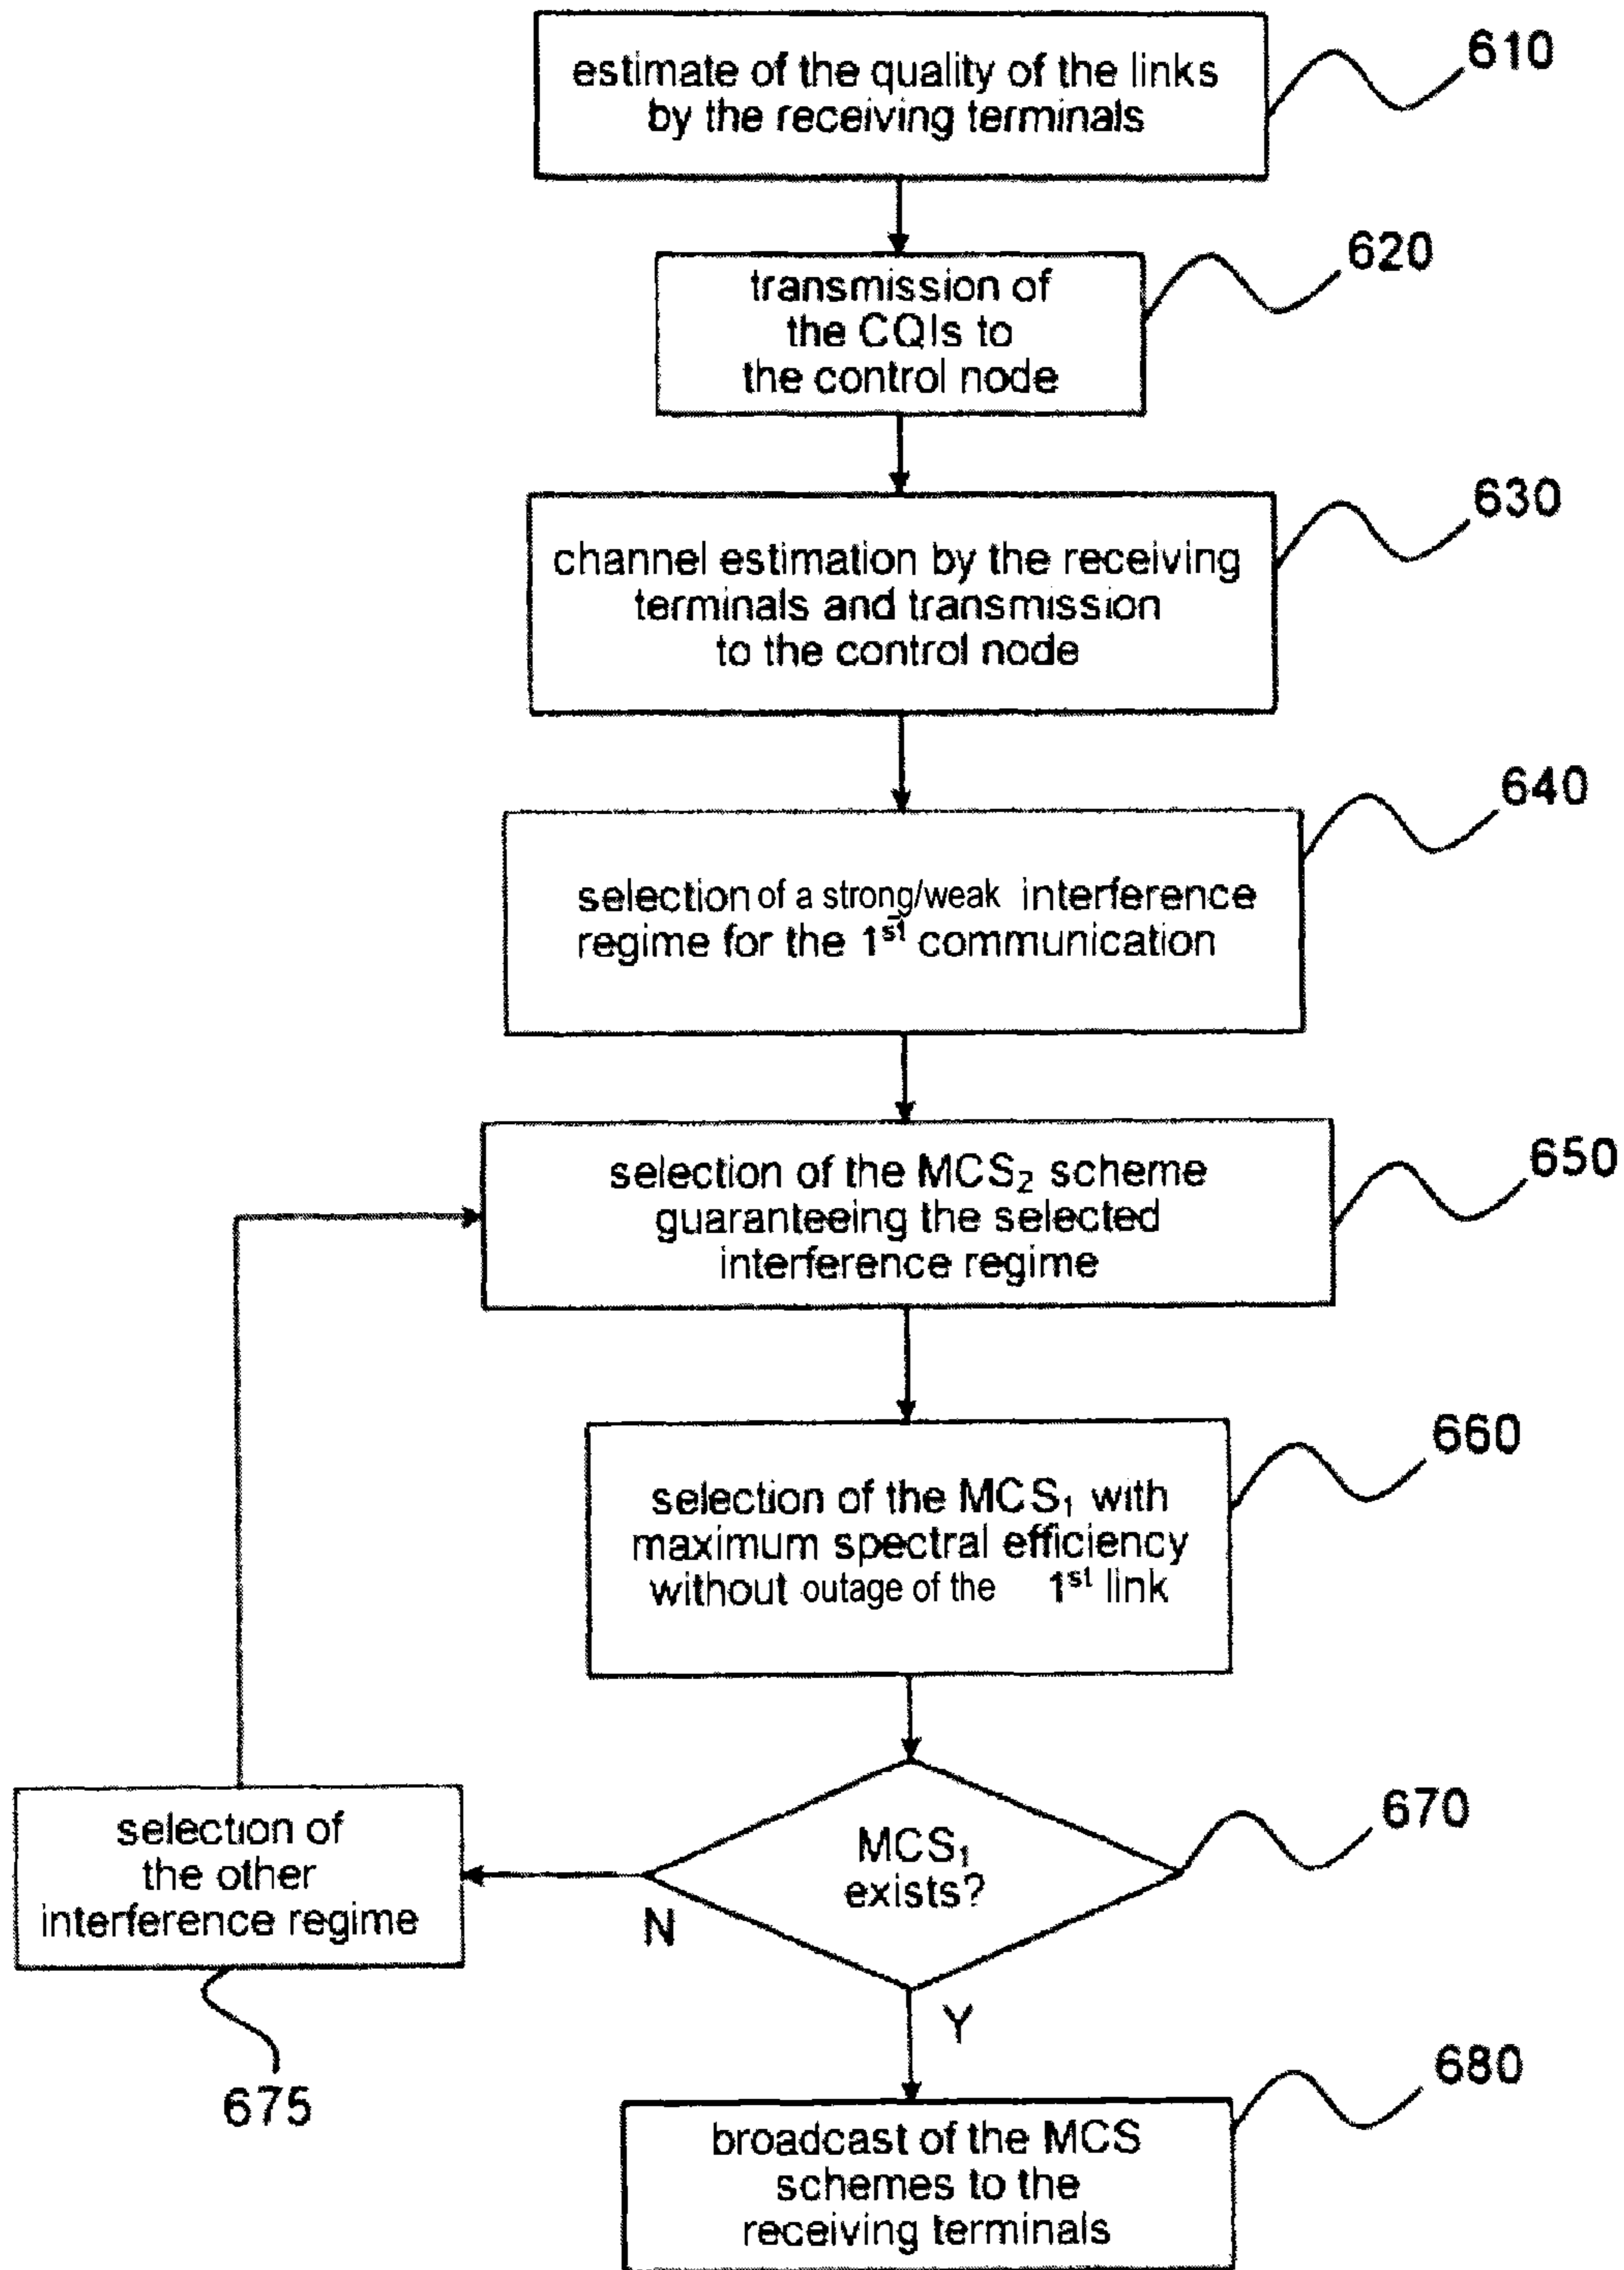 estimate of the quality of the links
by the receiving terminals
610
transmission of
the CQIs to
the control node
620
channel estimation by the receiving
terminals and transmission
to the control node
630
selection of a strong/weak interference
regime for the 1st communication
640
selection of the MCS₂ scheme
guaranteeing the selected
interference regime
650
selection of the MCS₁ with
maximum spectral efficiency
without outage of the 1st link
660
MCS₁
exists?
670
N
Y
selection of
the other
interference regime
675
broadcast of the MCS
schemes to the
receiving terminals
680